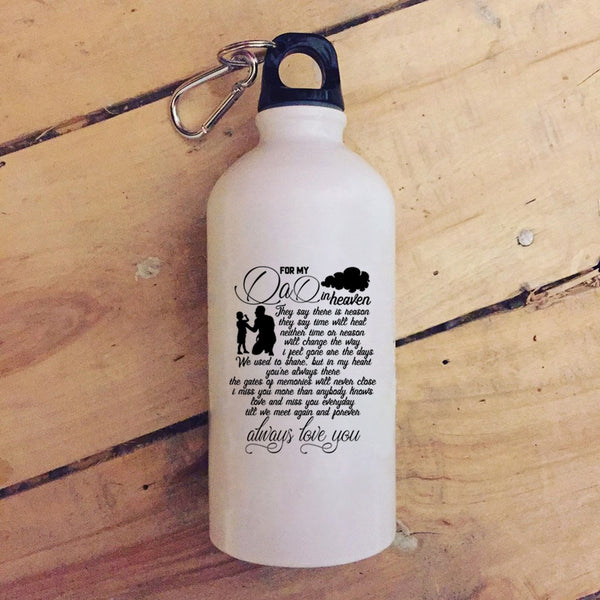 FOR MY
DaD in heaven
They say there is reason
they say time will heal
neither time or reason
will change the way
i feel gone are the days
We used to share. but in my heart
you're always there
the gates of memories will never close
i miss you more than anybody knows
love and miss you everyday
till we meet again and forever
always love you